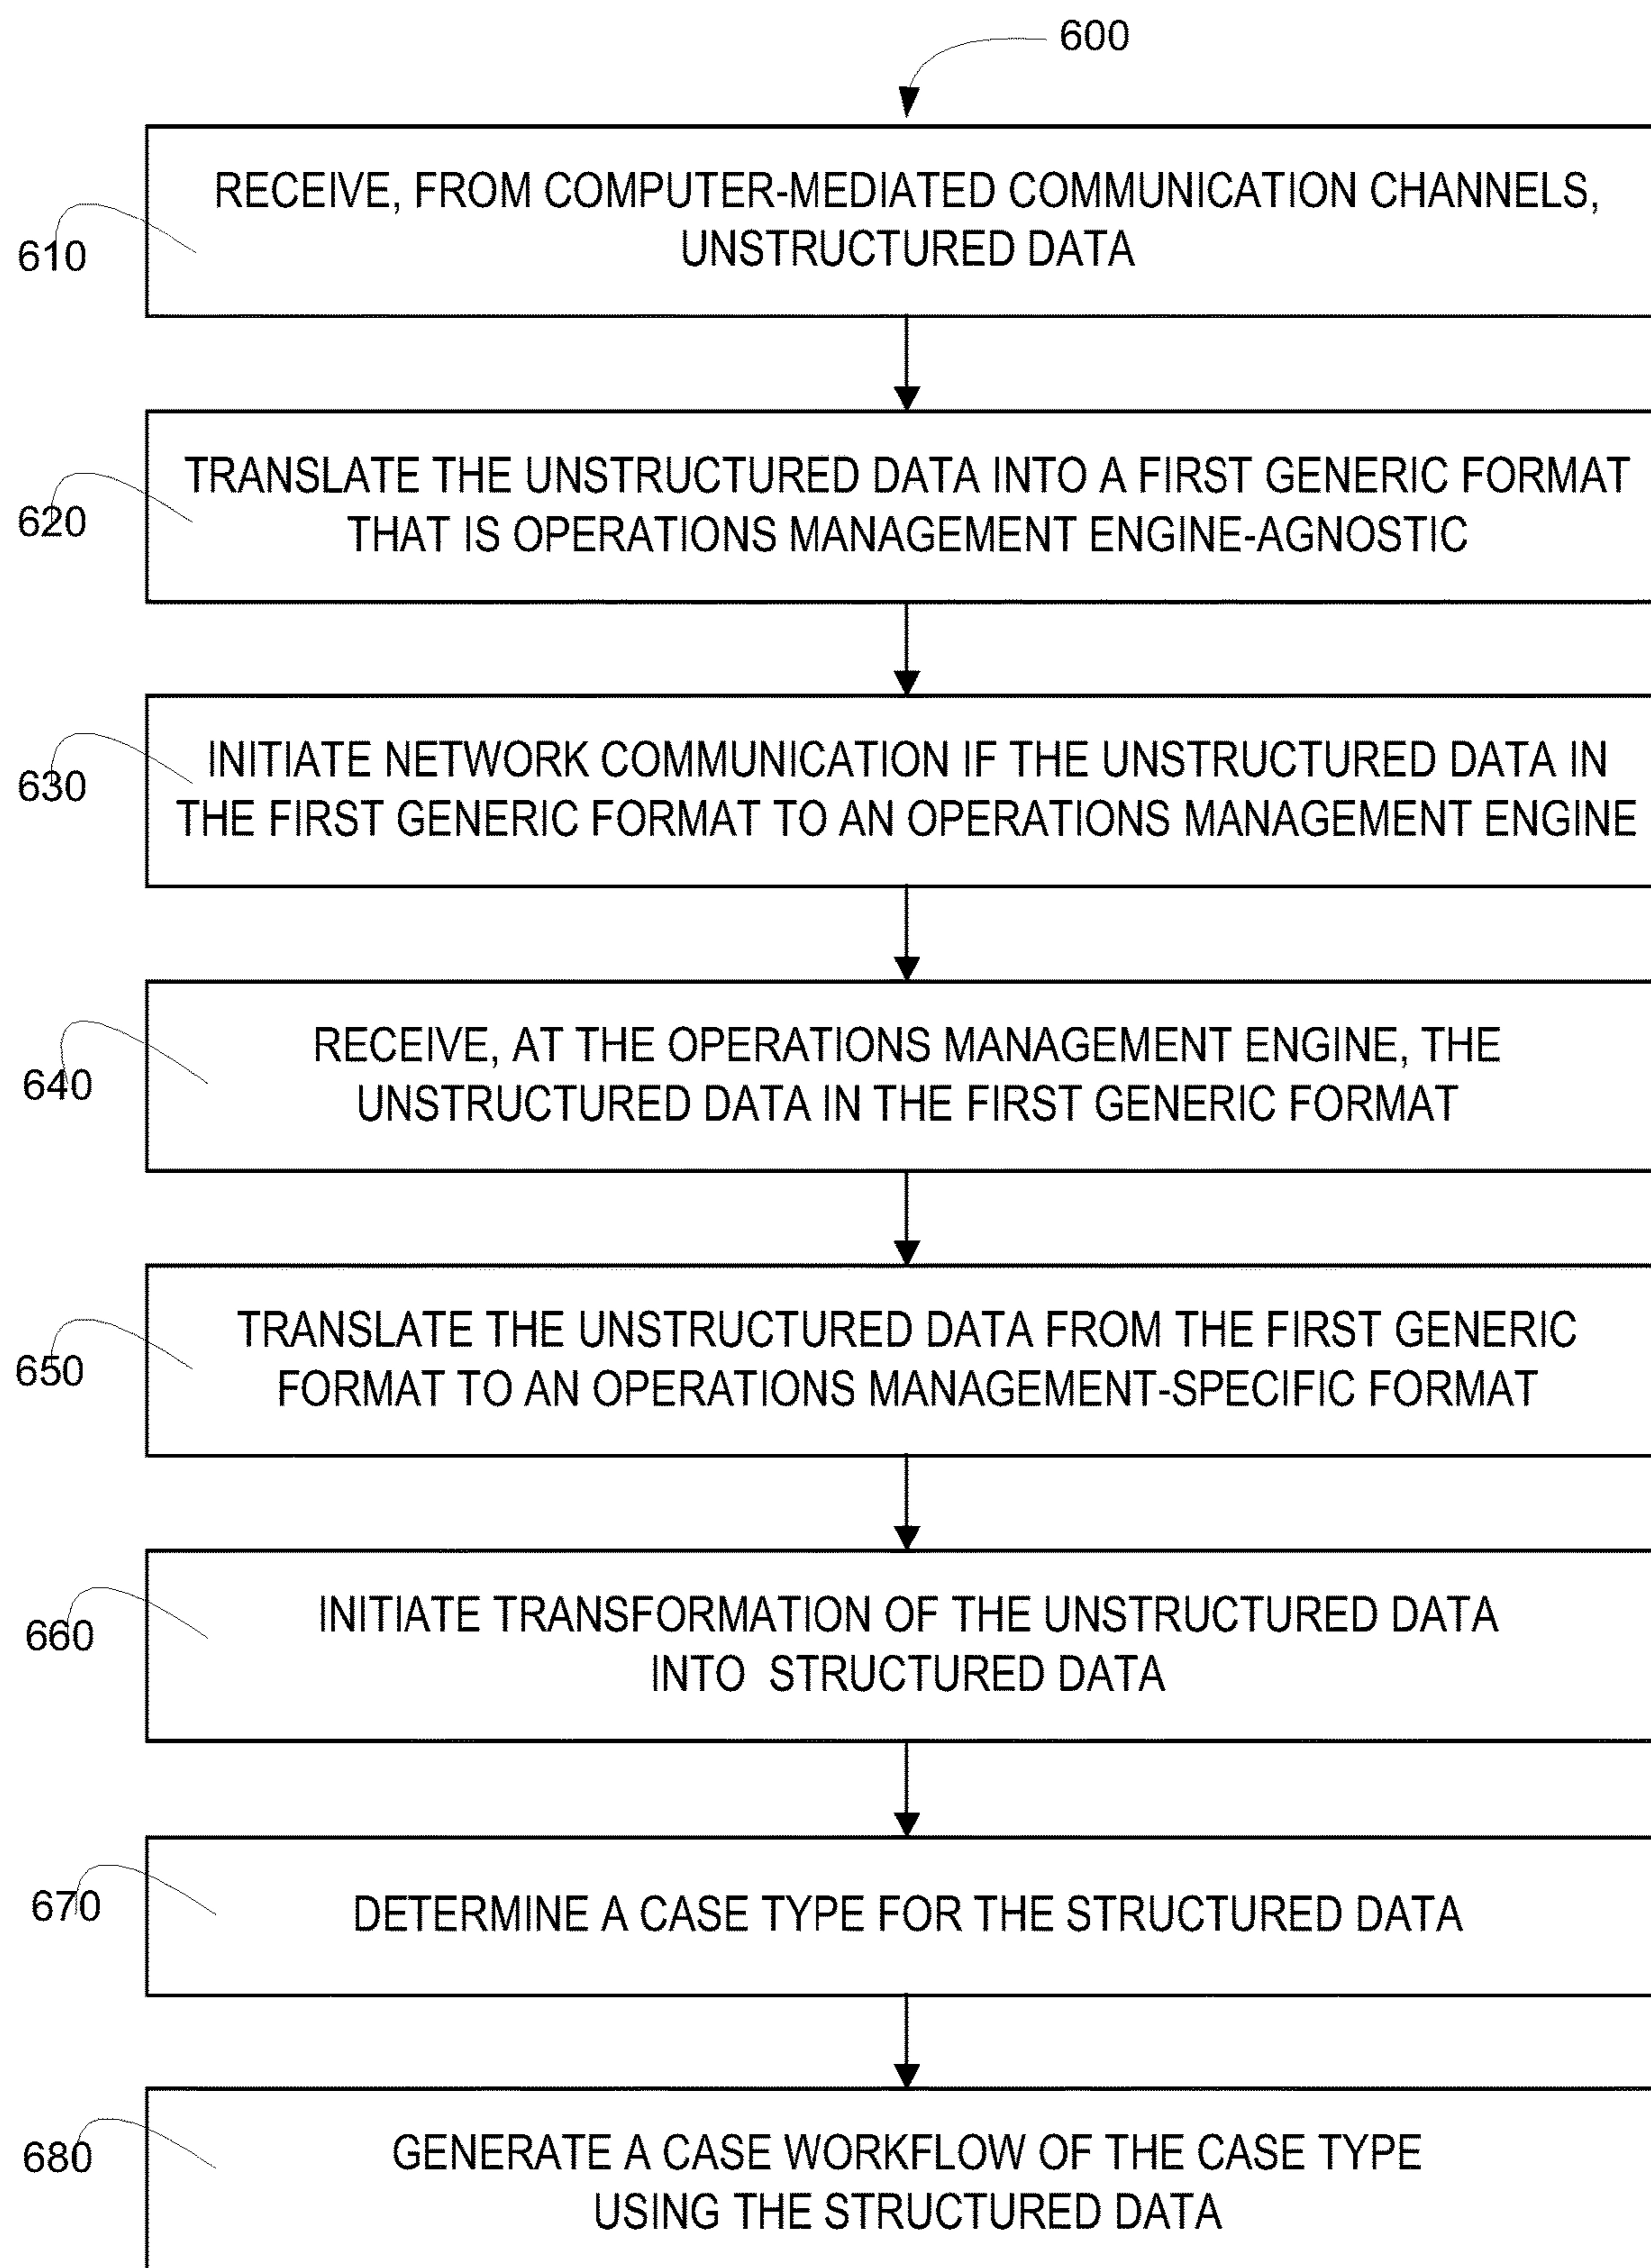 600
RECEIVE, FROM COMPUTER-MEDIATED COMMUNICATION CHANNELS,
UNSTRUCTURED DATA
610
TRANSLATE THE UNSTRUCTURED DATA INTO A FIRST GENERIC FORMAT
THAT IS OPERATIONS MANAGEMENT ENGINE-AGNOSTIC
620
INITIATE NETWORK COMMUNICATION IF THE UNSTRUCTURED DATA IN
THE FIRST GENERIC FORMAT TO AN OPERATIONS MANAGEMENT ENGINE
630
RECEIVE, AT THE OPERATIONS MANAGEMENT ENGINE, THE
UNSTRUCTURED DATA IN THE FIRST GENERIC FORMAT
640
TRANSLATE THE UNSTRUCTURED DATA FROM THE FIRST GENERIC
FORMAT TO AN OPERATIONS MANAGEMENT-SPECIFIC FORMAT
650
INITIATE TRANSFORMATION OF THE UNSTRUCTURED DATA
INTO STRUCTURED DATA
660
DETERMINE A CASE TYPE FOR THE STRUCTURED DATA
670
GENERATE A CASE WORKFLOW OF THE CASE TYPE
USING THE STRUCTURED DATA
680